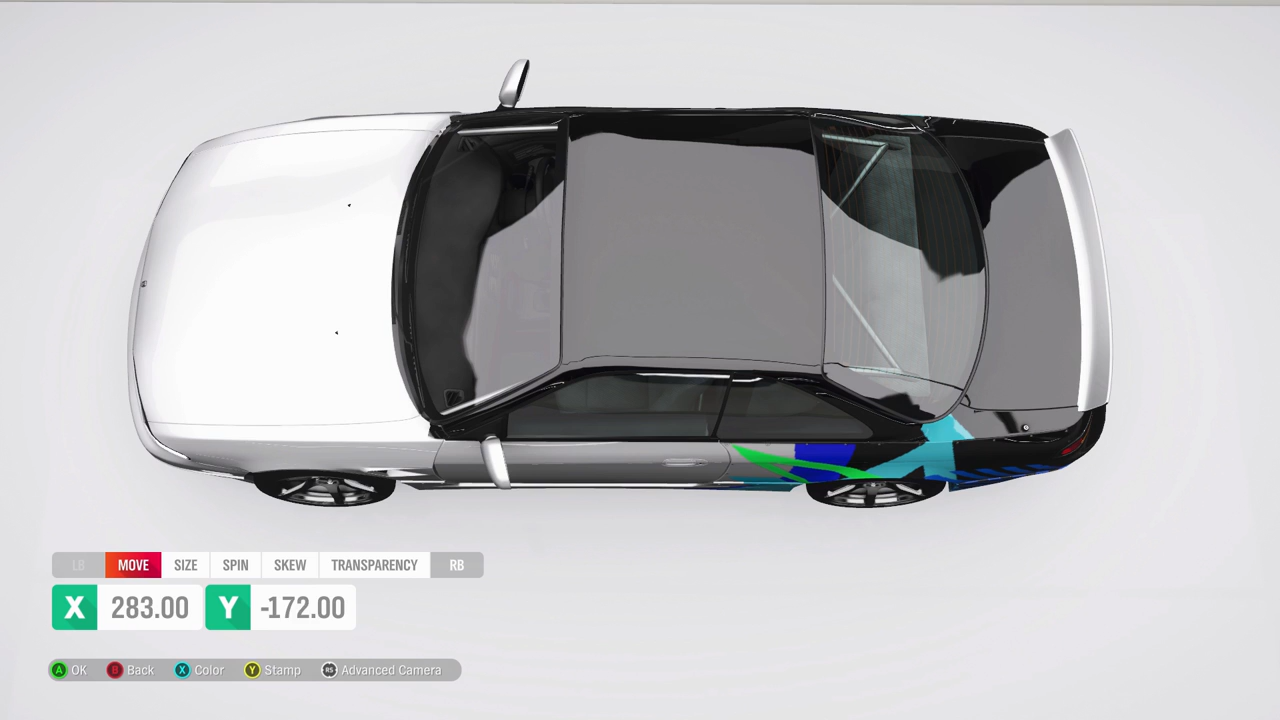 LB MOVE SIZE SPIN SKEW TRANSPARENCY RB
X 283.00 Y -172.00
A OK B Back X Color Y Stamp RS Advanced Camera